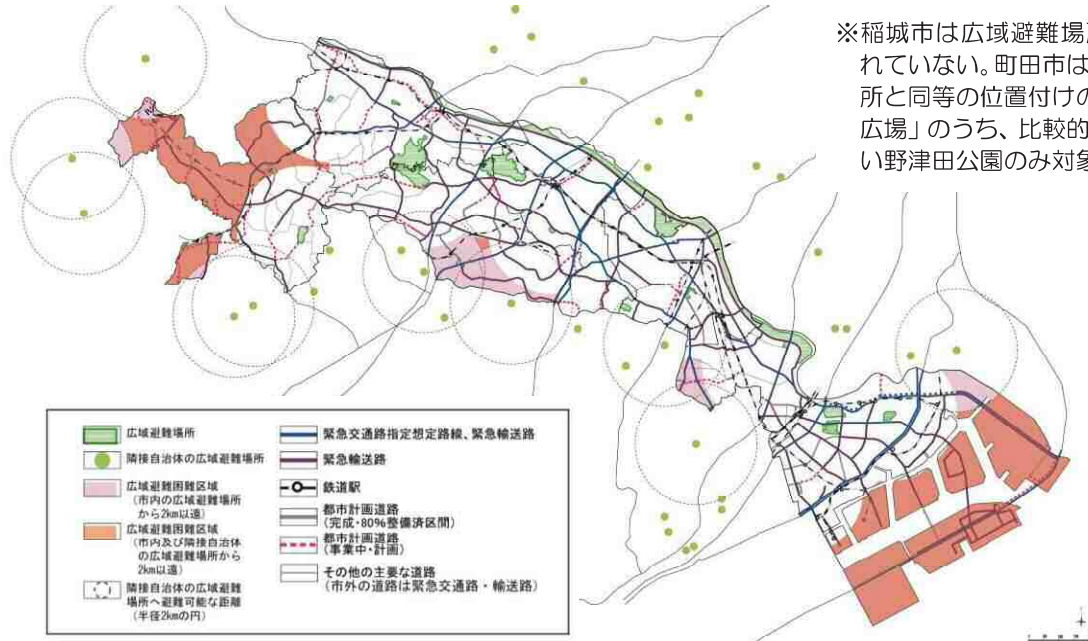 ※稲城市は広域避難場
れていない。町田市は
所と同等の位置付けの
広場」のうち、比較的
い野津田公園のみ対象
広域避難場所
隣接自治体の広域避難場所
広域避難困難区域
(市内の広域避難場所
から2km以遠)
広域避難困難区域
(市内及び隣接自治体
の広域避難場所から
2km以遠)
隣接自治体の広域避難
場所へ避難可能な距離
(半径2kmの円)
緊急交通路指定想定路線、緊急輸送路
緊急輸送路
鉄道駅
都市計画道路
(完成・80%整備済区間)
都市計画道路
(事業中・計画)
その他の主要な道路
(市外の道路は緊急交通路・輸送路)